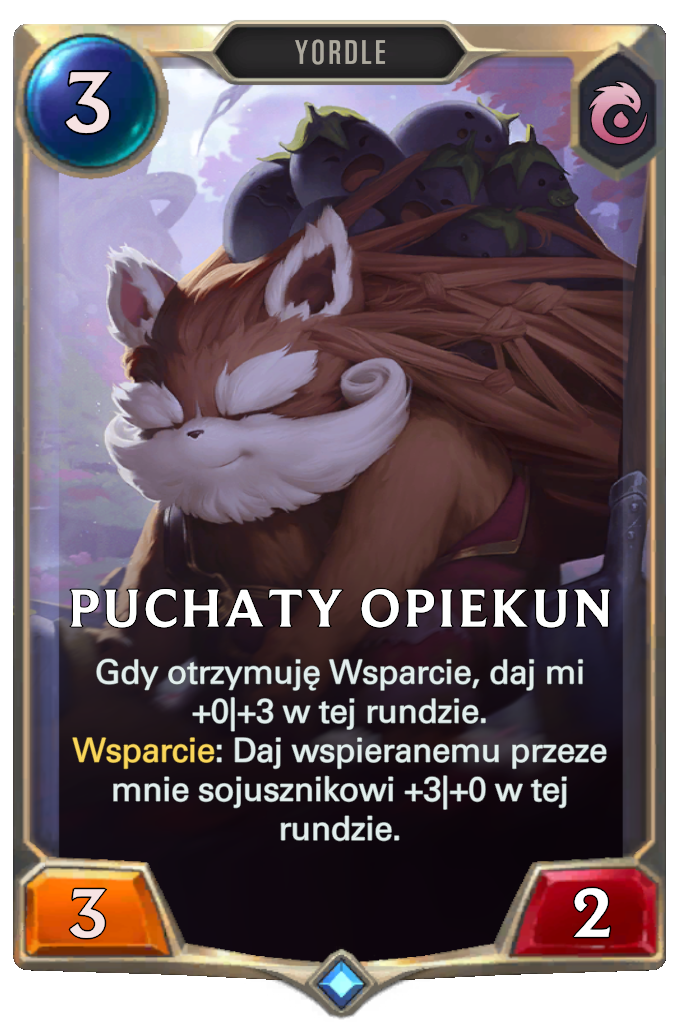 YORDLE
3
PUCHATY OPIEKUN
Gdy otrzymuję Wsparcie, daj mi
+0|+3 w tej rundzie.
Wsparcie: Daj wspieranemu przeze
mnie sojusznikowi +3|+0 w tej
rundzie.
3
2